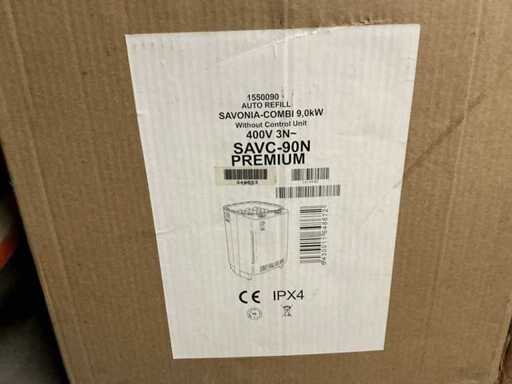 1550090
AUTO REFILL
SAVONIA-COMBI 9,0kW
Without Control Unit
400V 3N~
SAVC-90N
PREMIUM
CE IPX4